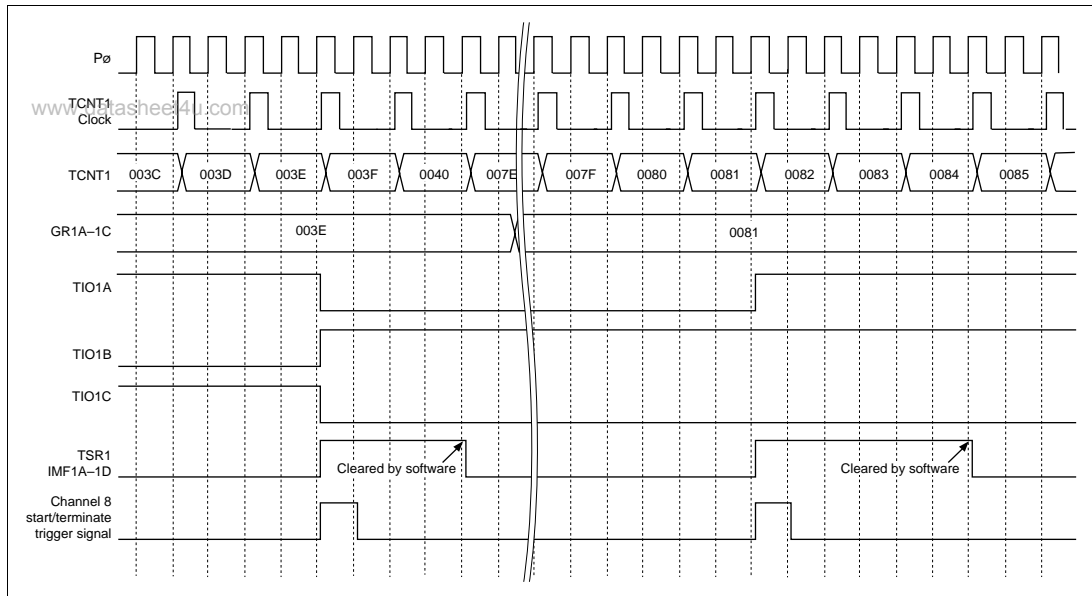 Pø
www.datasheet4u.com
TCNT1
Clock
TCNT1
003C 003D 003E 003F 0040 007E 007F 0080 0081 0082 0083 0084 0085
GR1A–1C
003E 0081
TIO1A
TIO1B
TIO1C
TSR1
IMF1A–1D
Cleared by software Cleared by software
Channel 8
start/terminate
trigger signal